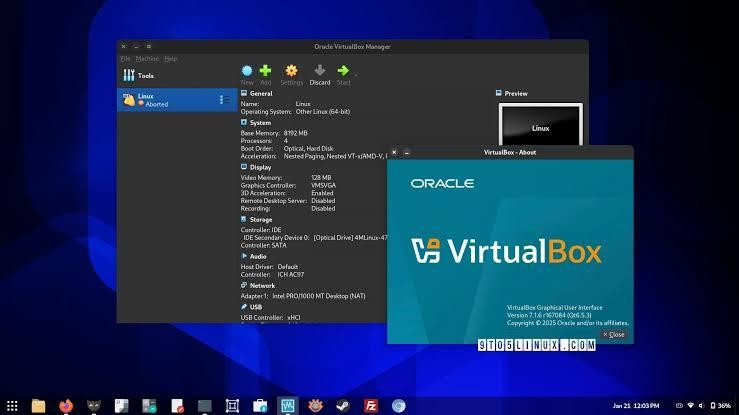 Oracle VirtualBox Manager
File Machine Help
Tools
New Add Settings Discard Start
Linux
Aborted
General
Name: Linux
Operating System: Other Linux (64-bit)
System
Base Memory: 8192 MB
Processors: 4
Boot Order: Optical, Hard Disk
Acceleration: Nested Paging, Nested VT-x/AMD-V,
Display
Video Memory: 128 MB
Graphics Controller: VMSVGA
3D Acceleration: Enabled
Remote Desktop Server: Disabled
Recording: Disabled
Storage
Controller: IDE
IDE Secondary Device 0: [Optical Drive] 4MLinux-47
Controller: SATA
Audio
Host Driver: Default
Controller: ICH AC97
Network
Adapter 1: Intel PRO/1000 MT Desktop (NAT)
USB
USB Controller: xHCI
Preview
Linux
VirtualBox - About
ORACLE
VirtualBox
VirtualBox Graphical User Interface
Version 7.1.6 r167084 (Qt6.5.3)
Copyright © 2025 Oracle and/or its affiliates.
Close
9TO5LINUX.COM
Jan 21 12:03 PM
36%